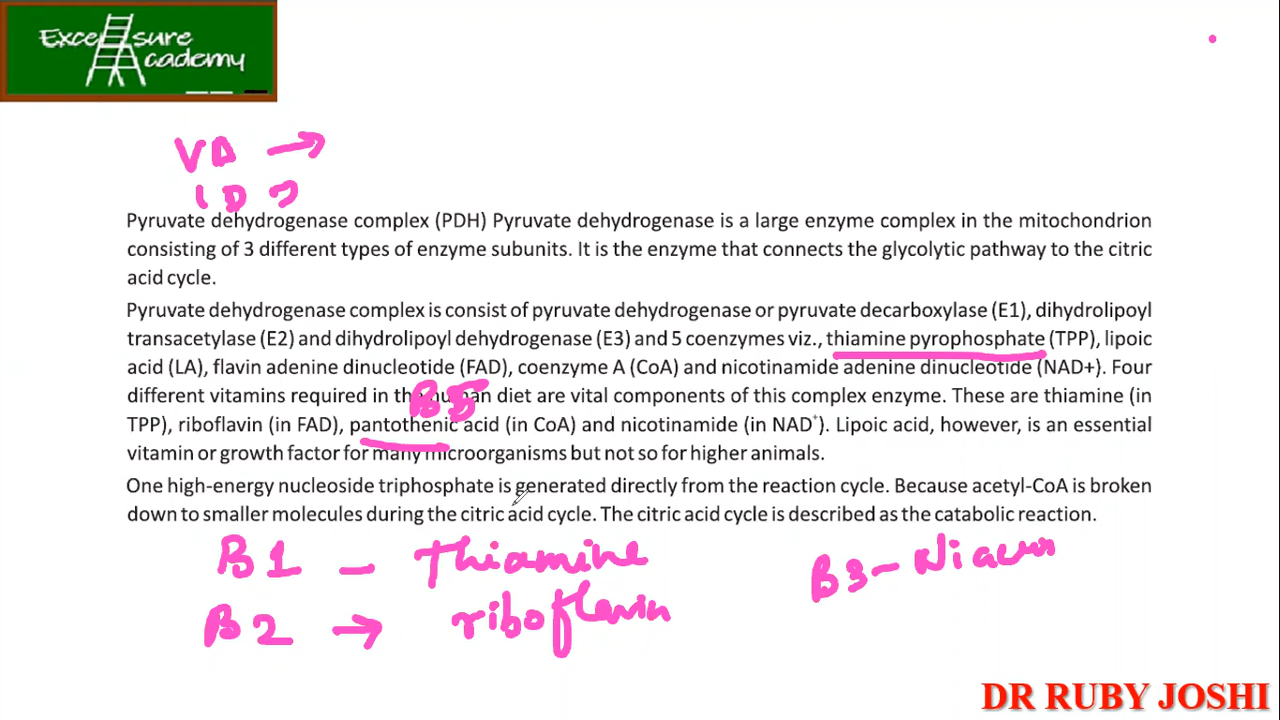 Excel sure
Academy
VD →
Pyruvate dehydrogenase complex (PDH) Pyruvate dehydrogenase is a large enzyme complex in the mitochondrion
consisting of 3 different types of enzyme subunits. It is the enzyme that connects the glycolytic pathway to the citric
acid cycle.
Pyruvate dehydrogenase complex is consist of pyruvate dehydrogenase or pyruvate decarboxylase (E1), dihydrolipoyl
transacetylase (E2) and dihydrolipoyl dehydrogenase (E3) and 5 coenzymes viz., thiamine pyrophosphate (TPP), lipoic
acid (LA), flavin adenine dinucleotide (FAD), coenzyme A (CoA) and nicotinamide adenine dinucleotide (NAD+). Four
different vitamins required in the human diet are vital components of this complex enzyme. These are thiamine (in
B5
TPP), riboflavin (in FAD), pantothenic acid (in CoA) and nicotinamide (in NAD⁺). Lipoic acid, however, is an essential
vitamin or growth factor for many microorganisms but not so for higher animals.
One high-energy nucleoside triphosphate is generated directly from the reaction cycle. Because acetyl-CoA is broken
down to smaller molecules during the citric acid cycle. The citric acid cycle is described as the catabolic reaction.
B1 - Thiamine
B3 - Niacin
B2 → riboflavin
DR RUBY JOSHI